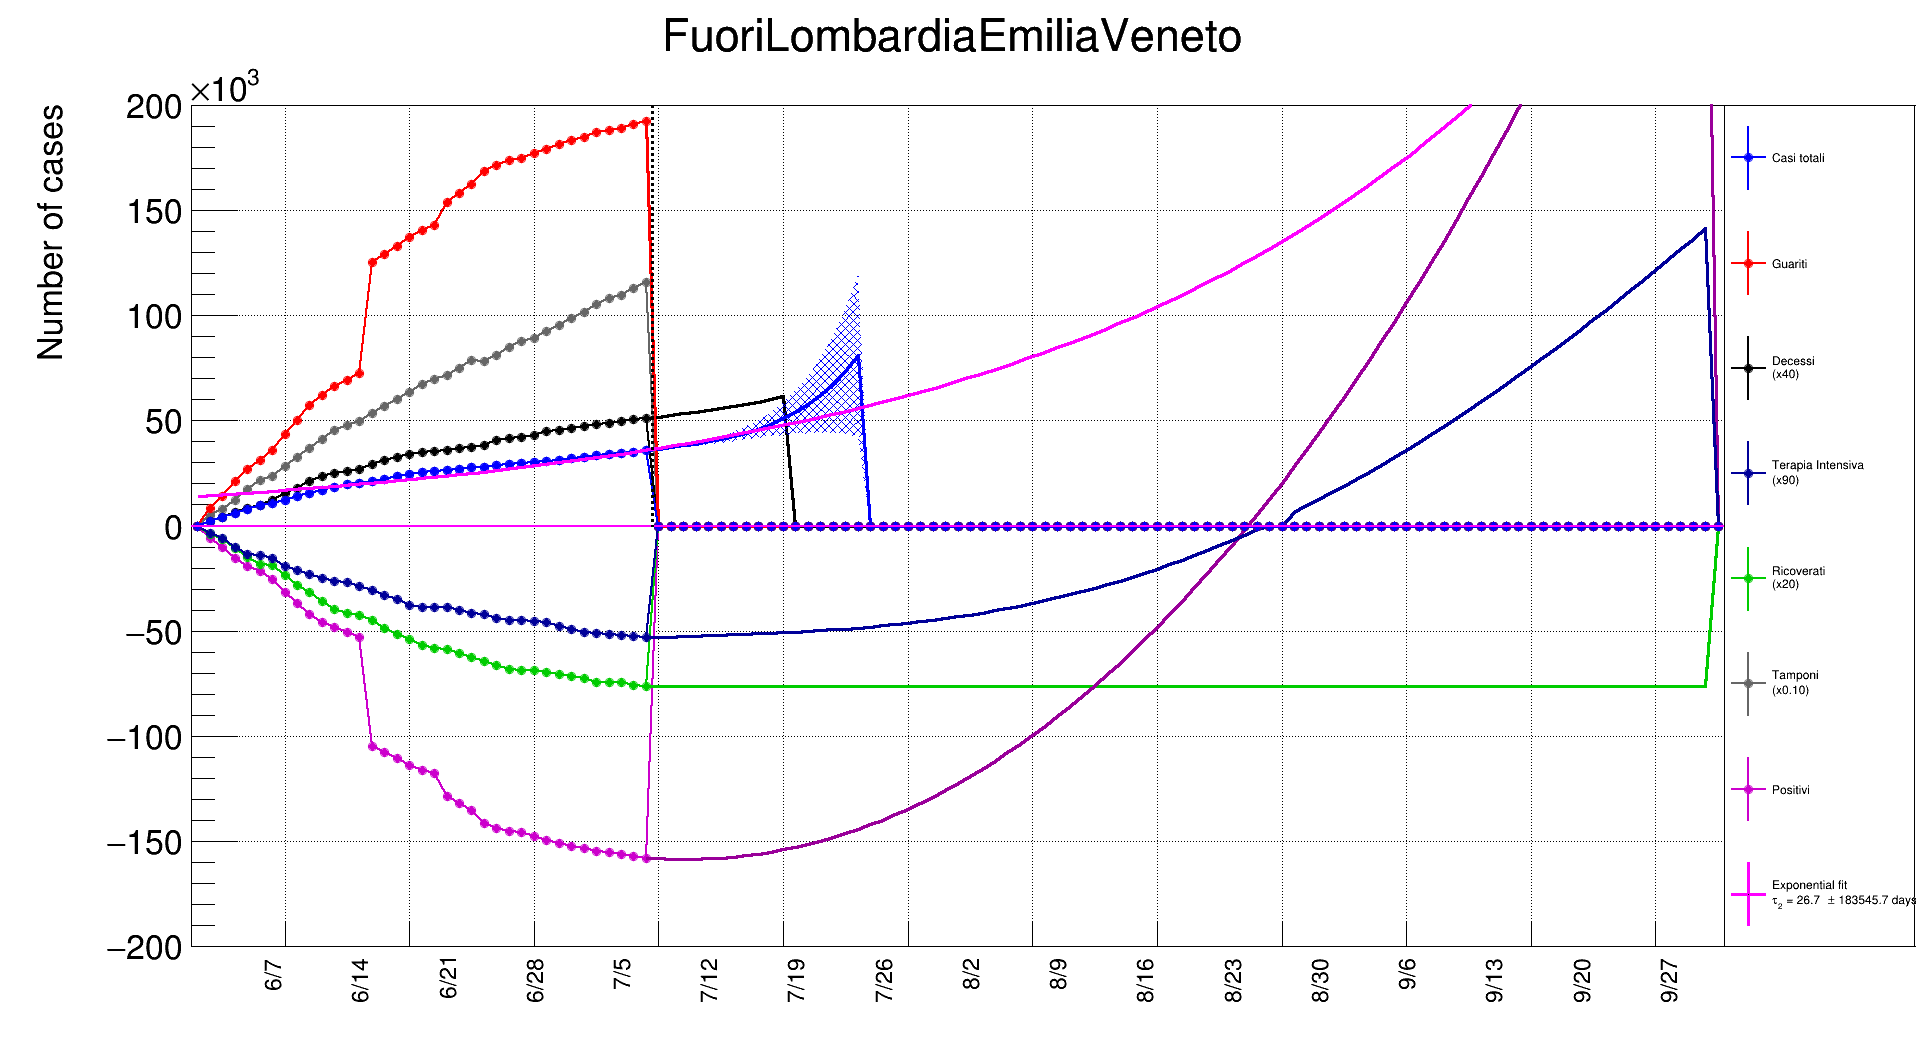 FuoriLombardiaEmiliaVeneto
×10³
Number of cases
200
150
100
50
0
−50
−100
−150
−200
6/7
6/14
6/21
6/28
7/5
7/12
7/19
7/26
8/2
8/9
8/16
8/23
8/30
9/6
9/13
9/20
9/27
Casi totali
Guariti
Decessi
(x40)
Terapia Intensiva
(x90)
Ricoverati
(x20)
Tamponi
(x0.10)
Positivi
Exponential fit
τ₂ = 26.7 ± 183545.7 days